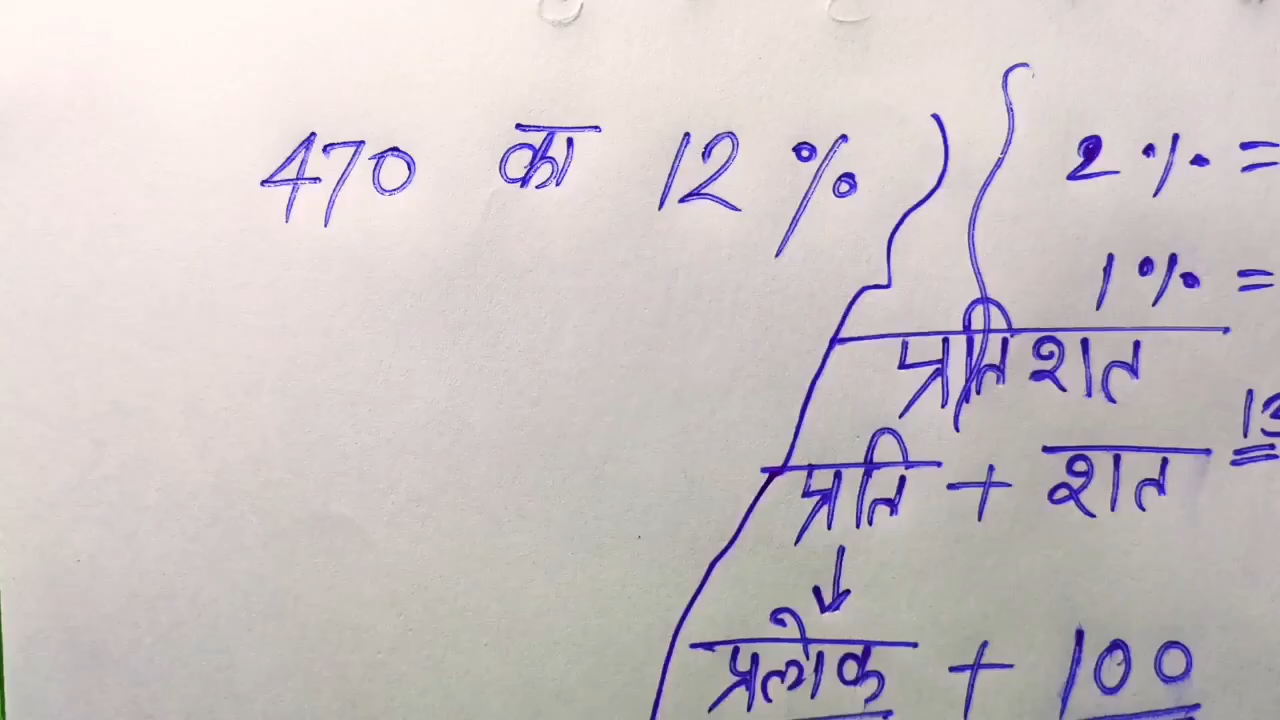 470 का 12 %
2 % =
1 % =
प्रतिशत
प्रति + शत
प्रत्येक + 100